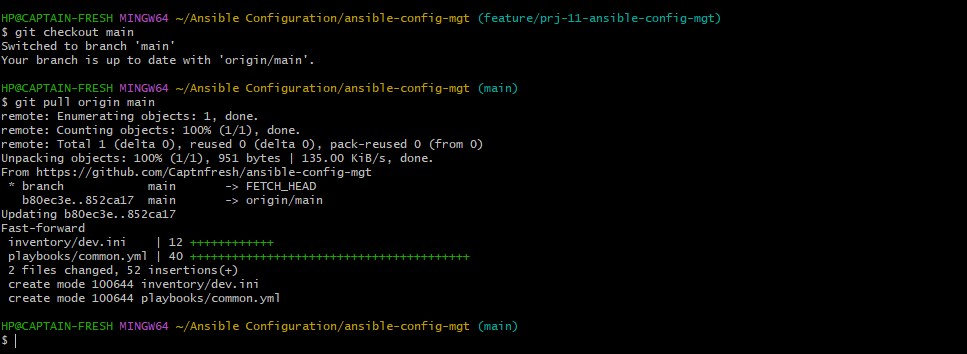 HP@CAPTAIN-FRESH MINGW64 ~/Ansible Configuration/ansible-config-mgt (feature/prj-11-ansible-config-mgt)
$ git checkout main
Switched to branch 'main'
Your branch is up to date with 'origin/main'.
HP@CAPTAIN-FRESH MINGW64 ~/Ansible Configuration/ansible-config-mgt (main)
$ git pull origin main
remote: Enumerating objects: 1, done.
remote: Counting objects: 100% (1/1), done.
remote: Total 1 (delta 0), reused 0 (delta 0), pack-reused 0 (from 0)
Unpacking objects: 100% (1/1), 951 bytes | 135.00 KiB/s, done.
From https://github.com/Captnfresh/ansible-config-mgt
 * branch            main       -> FETCH_HEAD
   b80ec3e..852ca17  main       -> origin/main
Updating b80ec3e..852ca17
Fast-forward
 inventory/dev.ini    | 12 ++++++++++++
 playbooks/common.yml | 40 ++++++++++++++++++++++++++++++++++++++++
 2 files changed, 52 insertions(+)
 create mode 100644 inventory/dev.ini
 create mode 100644 playbooks/common.yml
HP@CAPTAIN-FRESH MINGW64 ~/Ansible Configuration/ansible-config-mgt (main)
$